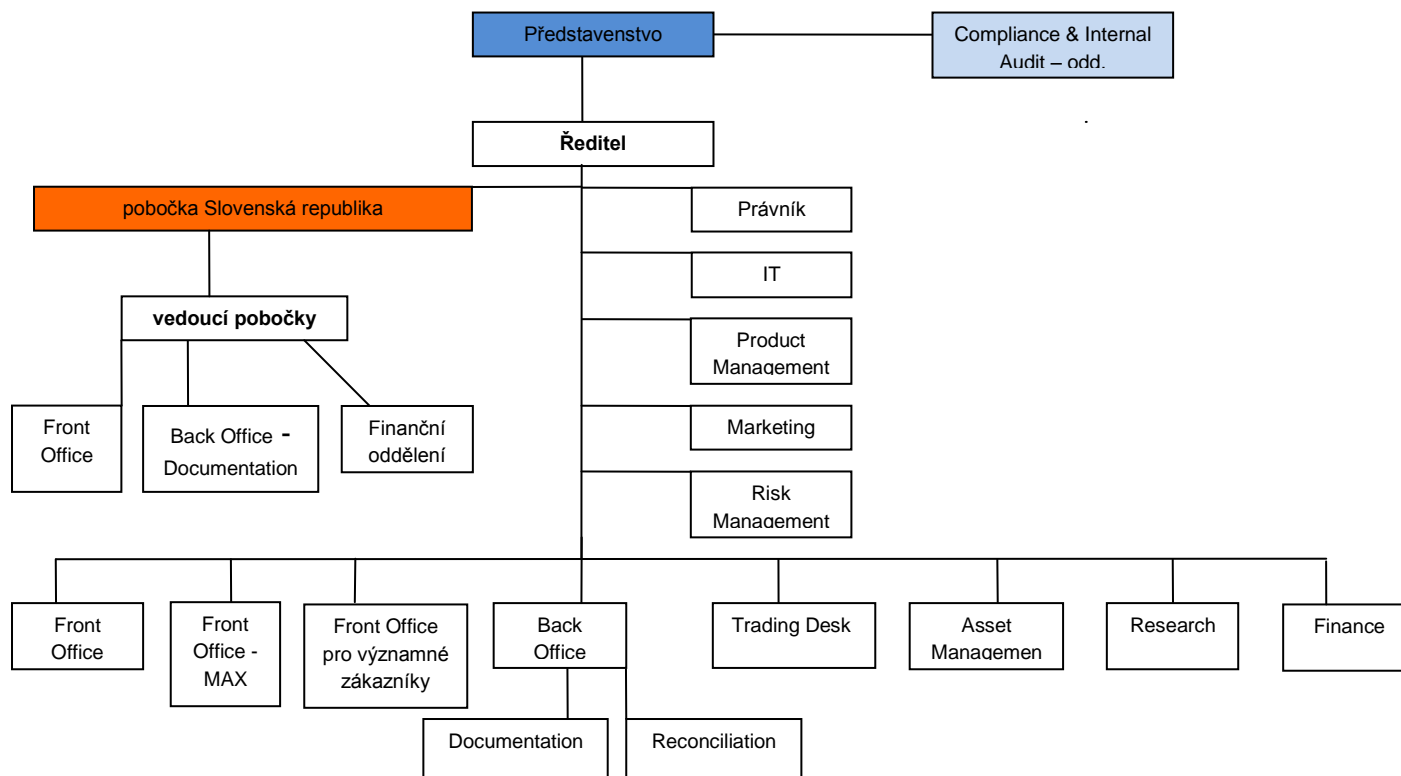 Představenstvo
Compliance & Internal
Audit – odd.
Ředitel
pobočka Slovenská republika
Právník
IT
vedoucí pobočky
Product
Management
Marketing
Front
Office
Back Office -
Documentation
Finanční
oddělení
Risk
Management
Front
Office
Front
Office -
MAX
Front Office
pro významné
zákazníky
Back
Office
Trading Desk
Asset
Managemen
Research
Finance
Documentation
Reconciliation